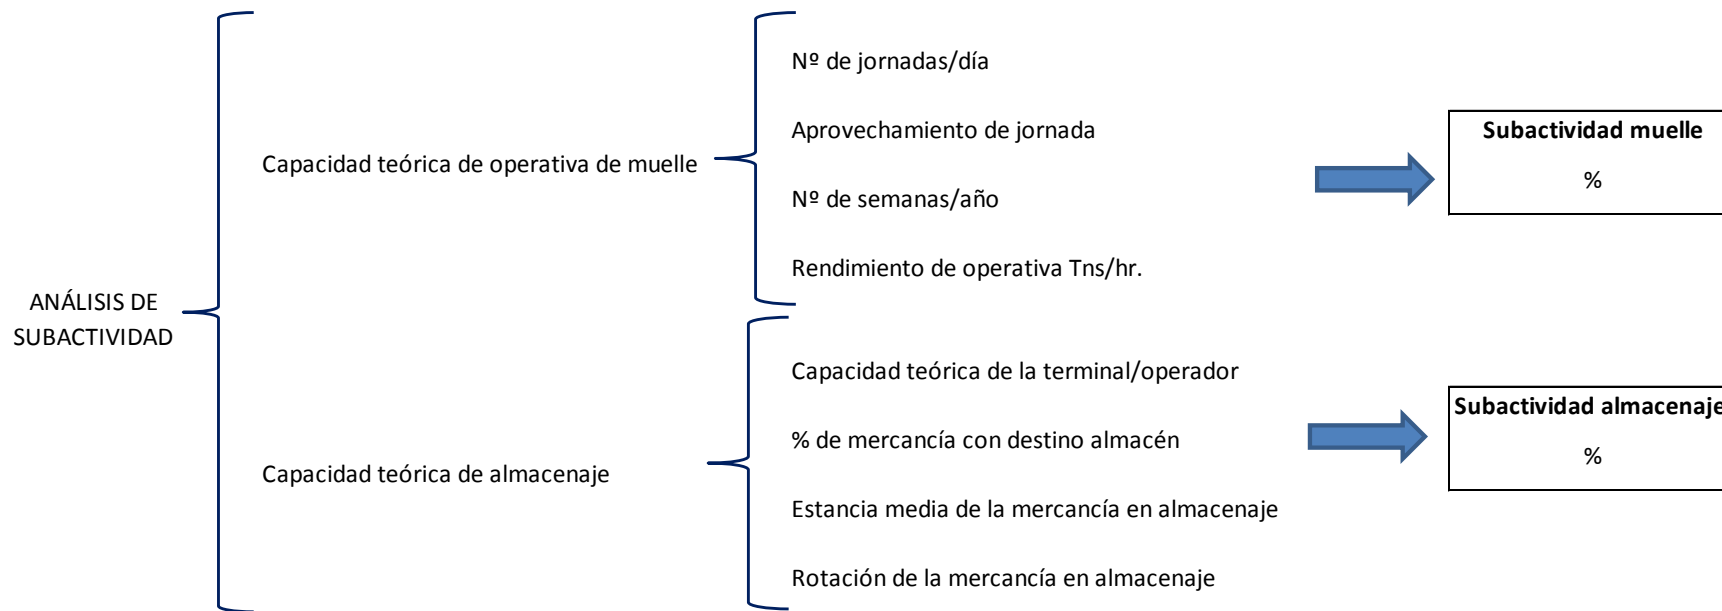 ANÁLISIS DE
SUBACTIVIDAD
Capacidad teórica de operativa de muelle
Nº de jornadas/día
Aprovechamiento de jornada
Nº de semanas/año
Rendimiento de operativa Tns/hr.
Subactividad muelle
%
Capacidad teórica de almacenaje
Capacidad teórica de la terminal/operador
% de mercancía con destino almacén
Estancia media de la mercancía en almacenaje
Rotación de la mercancía en almacenaje
Subactividad almacenaje
%